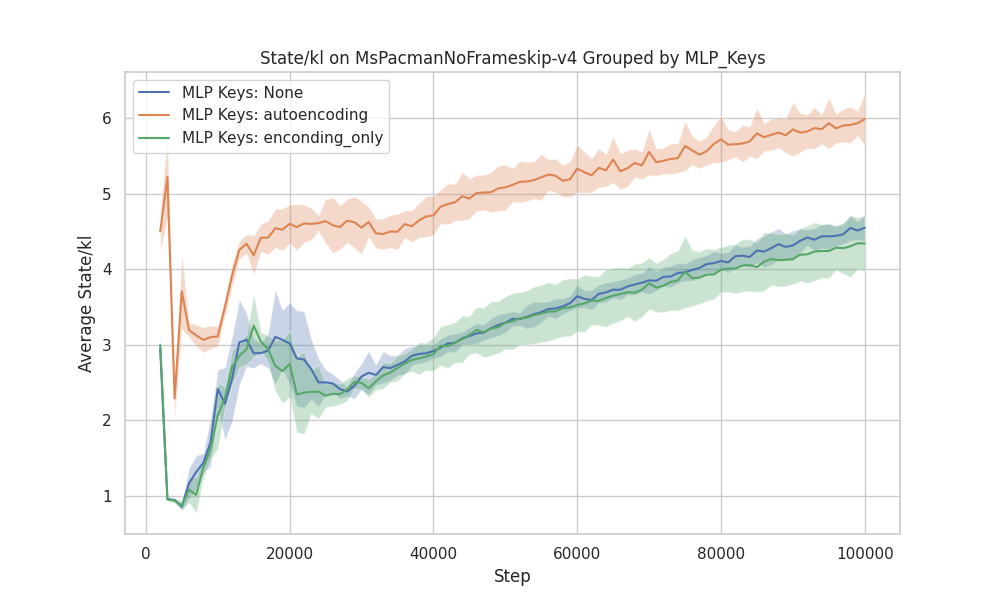 State/kl on MsPacmanNoFrameskip-v4 Grouped by MLP_Keys
MLP Keys: None
MLP Keys: autoencoding
MLP Keys: enconding_only
Average State/kl
6
5
4
3
2
1
0
20000
40000
60000
80000
100000
Step